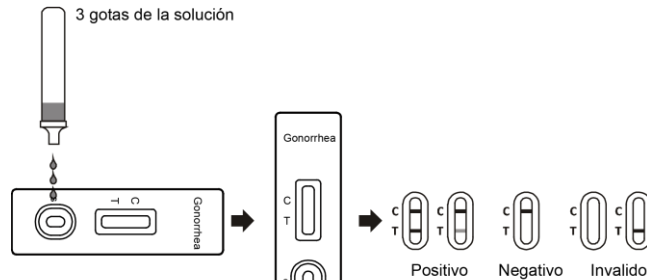 3 gotas de la solución
Gonorrhea
C
T
Gonorrhea
C
T
C
T
C
T
C
T
C
T
C
T
Positivo
Negativo
Invalido